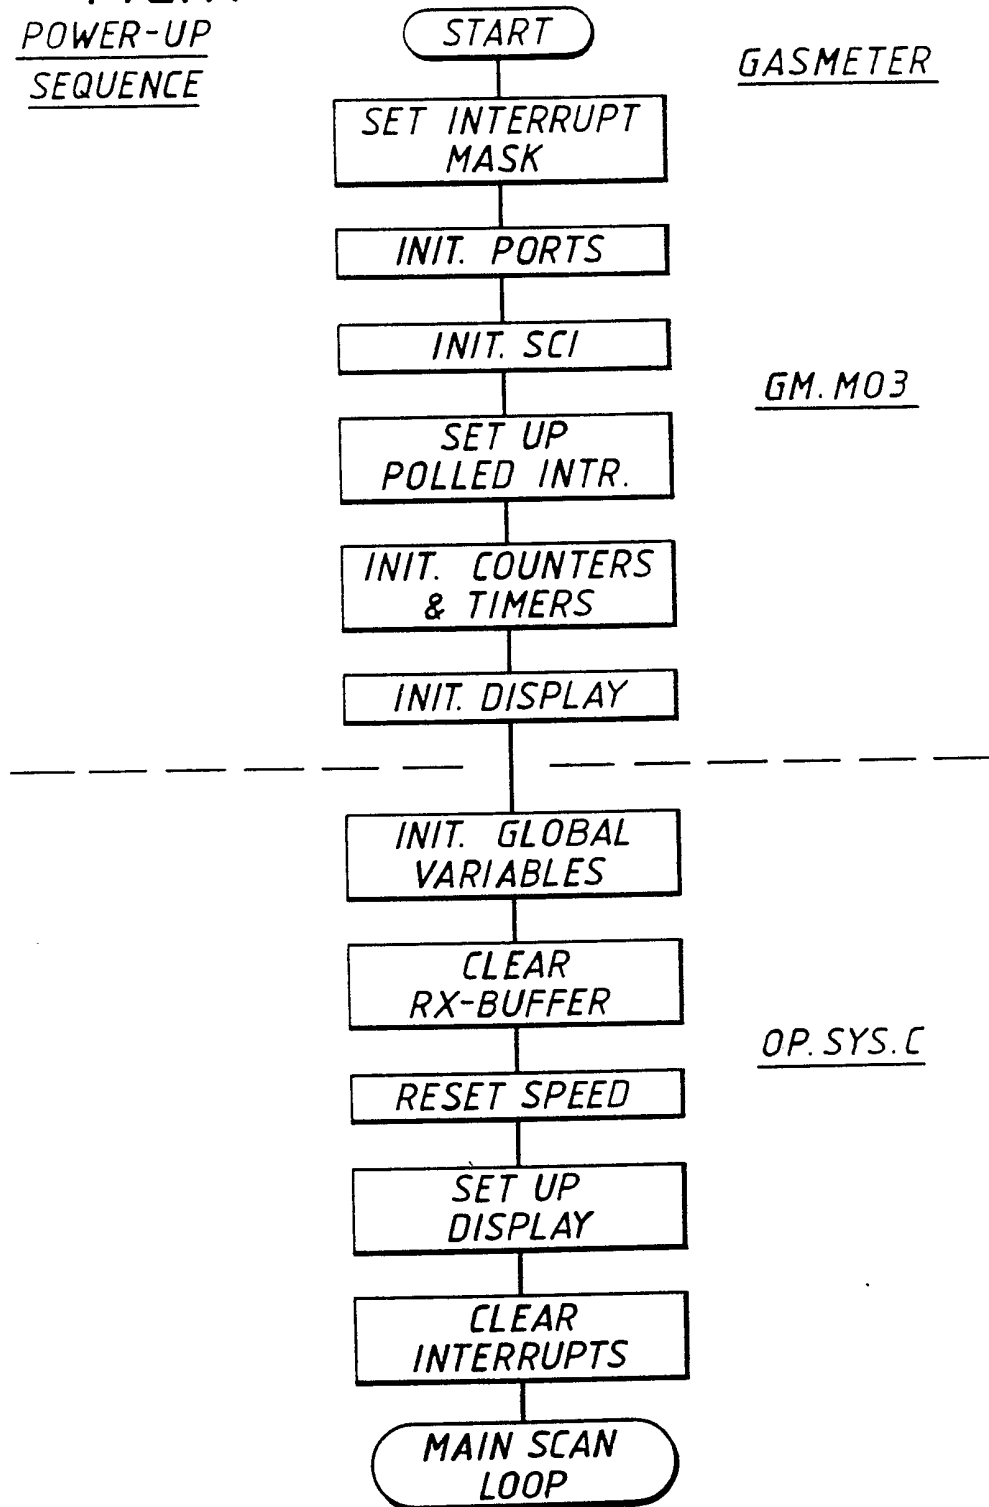 POWER-UP
SEQUENCE
START
GASMETER
SET INTERRUPT
MASK
INIT. PORTS
INIT. SCI
GM.M03
SET UP
POLLED INTR.
INIT. COUNTERS
& TIMERS
INIT. DISPLAY
INIT. GLOBAL
VARIABLES
CLEAR
RX-BUFFER
OP.SYS.C
RESET SPEED
SET UP
DISPLAY
CLEAR
INTERRUPTS
MAIN SCAN
LOOP